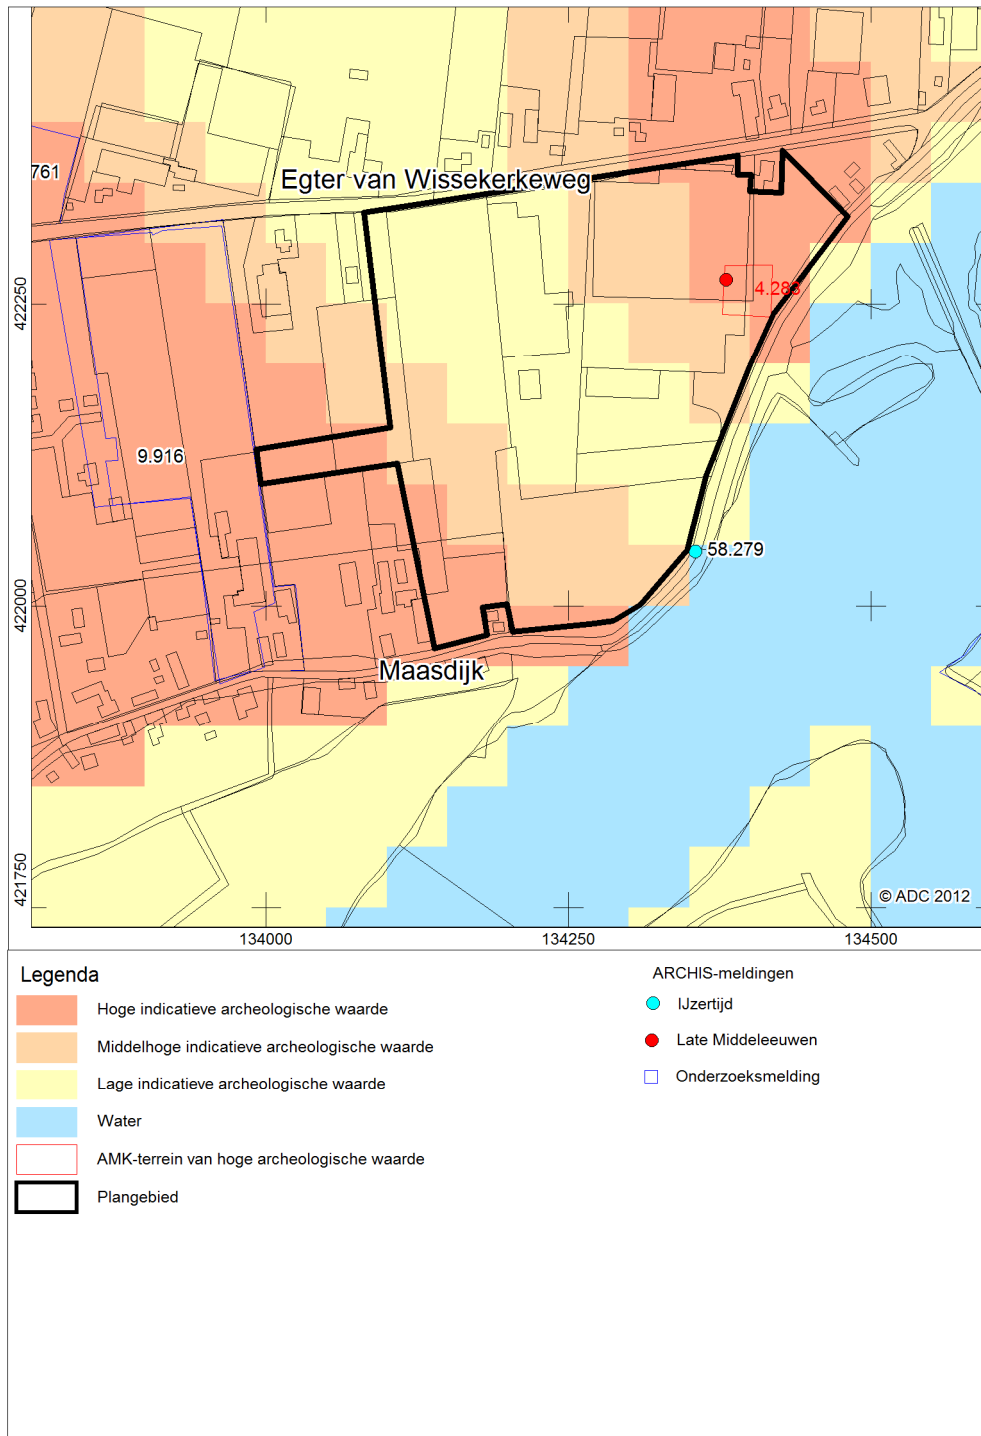 761
Egter van Wissekerkeweg
4.283
422250
9.916
58.279
422000
Maasdijk
421750
© ADC 2012
134000
134250
134500
Legenda
Hoge indicatieve archeologische waarde
Middelhoge indicatieve archeologische waarde
Lage indicatieve archeologische waarde
Water
AMK-terrein van hoge archeologische waarde
Plangebied
ARCHIS-meldingen
IJzertijd
Late Middeleeuwen
Onderzoeksmelding